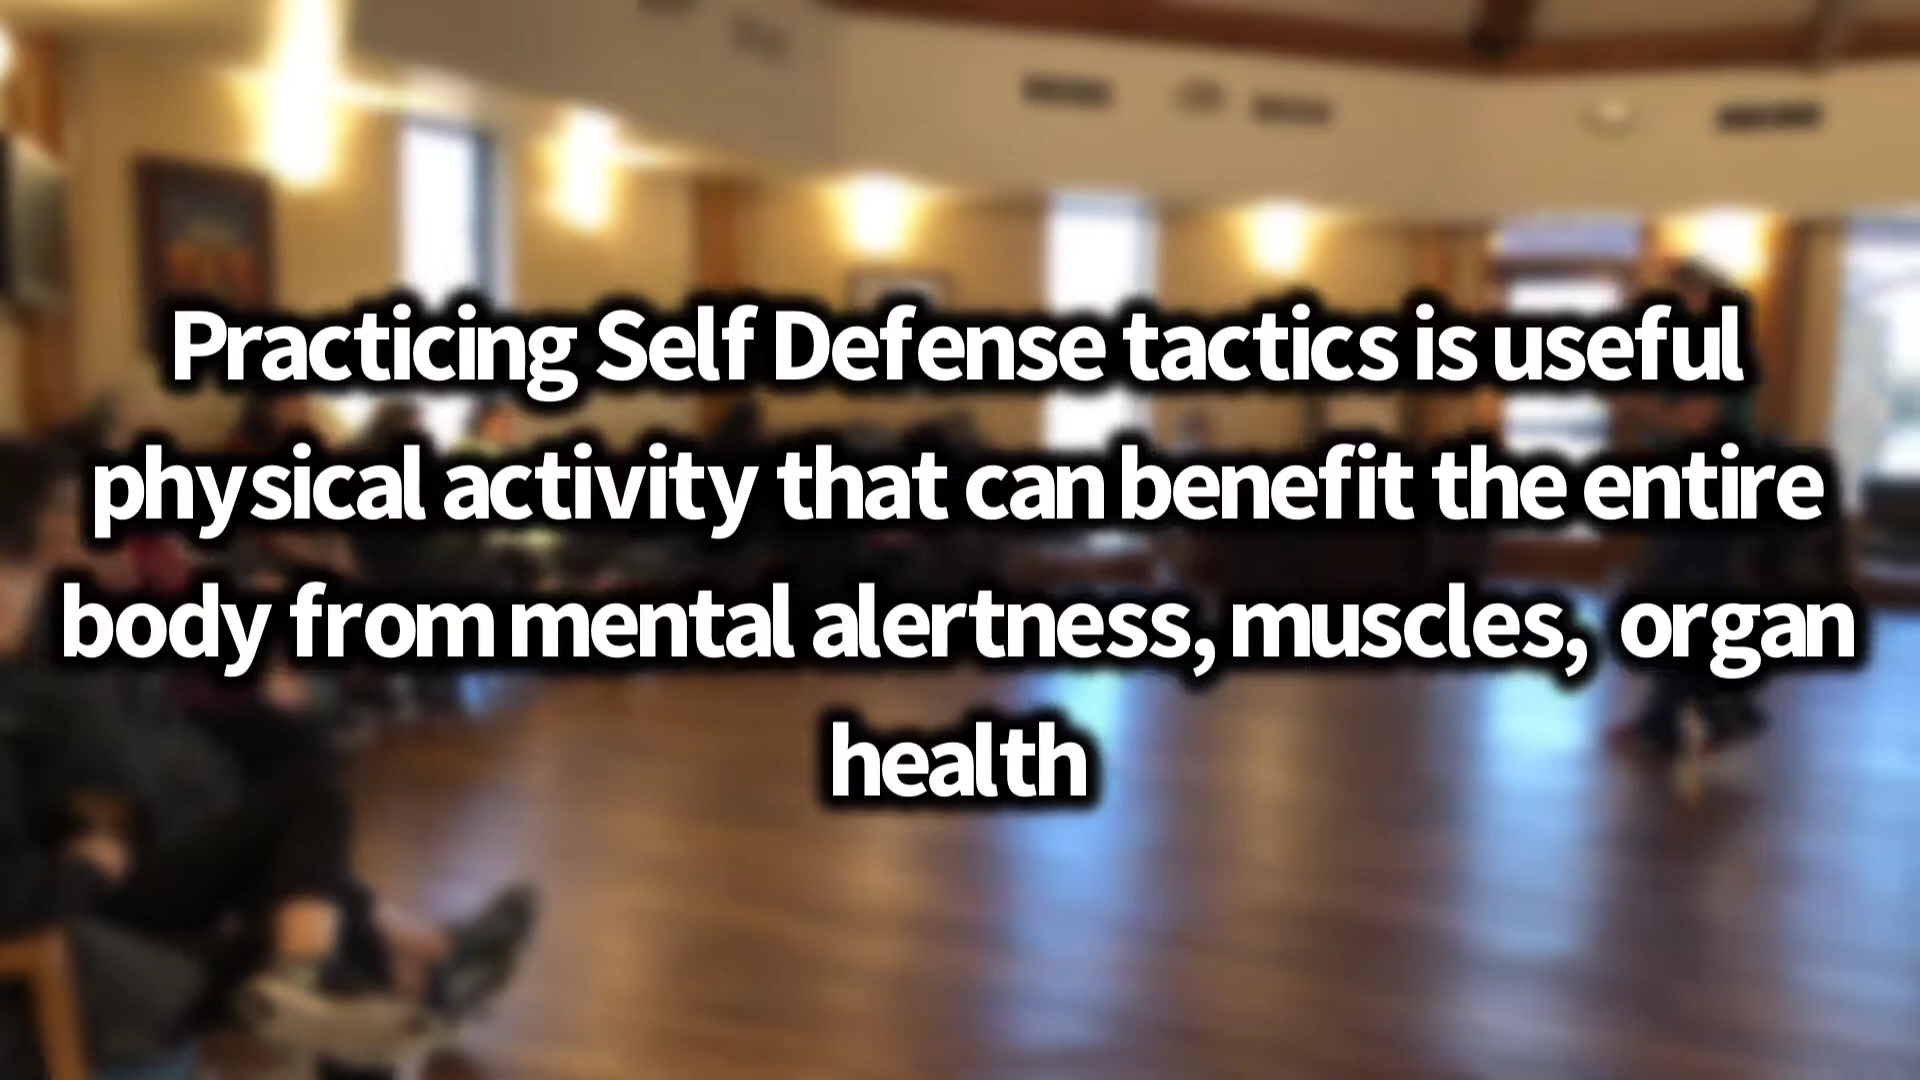 Practicing Self Defense tactics is useful
physical activity that can benefit the entire
body from mental alertness, muscles, organ
health